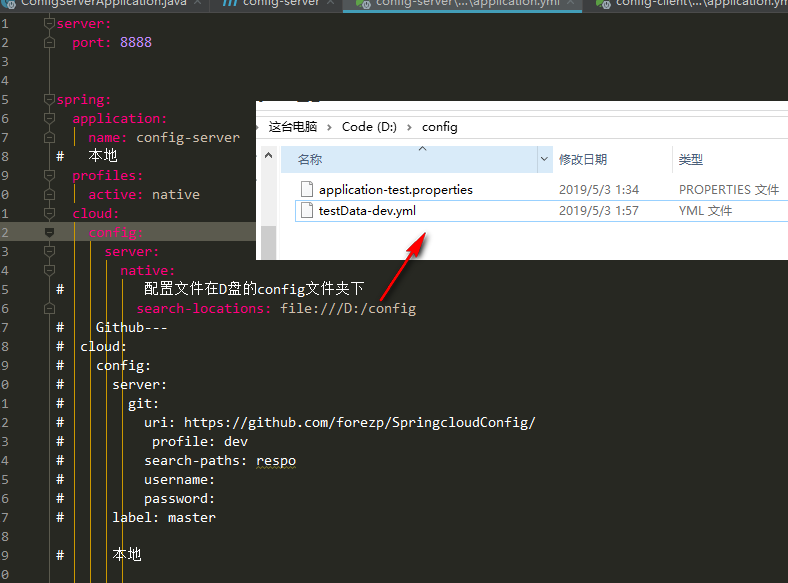 ConfigServerApplication.java
config-server
config-server\...\application.yml
config-client\...\application.yml
1 server:
2 port: 8888
3
4
5 spring:
6 application:
7 name: config-server
8 # 本地
9 profiles:
0 active: native
1 cloud:
2 config:
3 server:
4 native:
5 # 配置文件在D盘的config文件夹下
6 search-locations: file:///D:/config
7 # Github---
8 # cloud:
9 # config:
0 # server:
1 # git:
2 # uri: https://github.com/forezp/SpringcloudConfig/
3 # profile: dev
4 # search-paths: respo
5 # username:
6 # password:
7 # label: master
8
9 # 本地
0
这台电脑 > Code (D:) > config
名称 修改日期 类型
application-test.properties 2019/5/3 1:34 PROPERTIES 文件
testData-dev.yml 2019/5/3 1:57 YML 文件